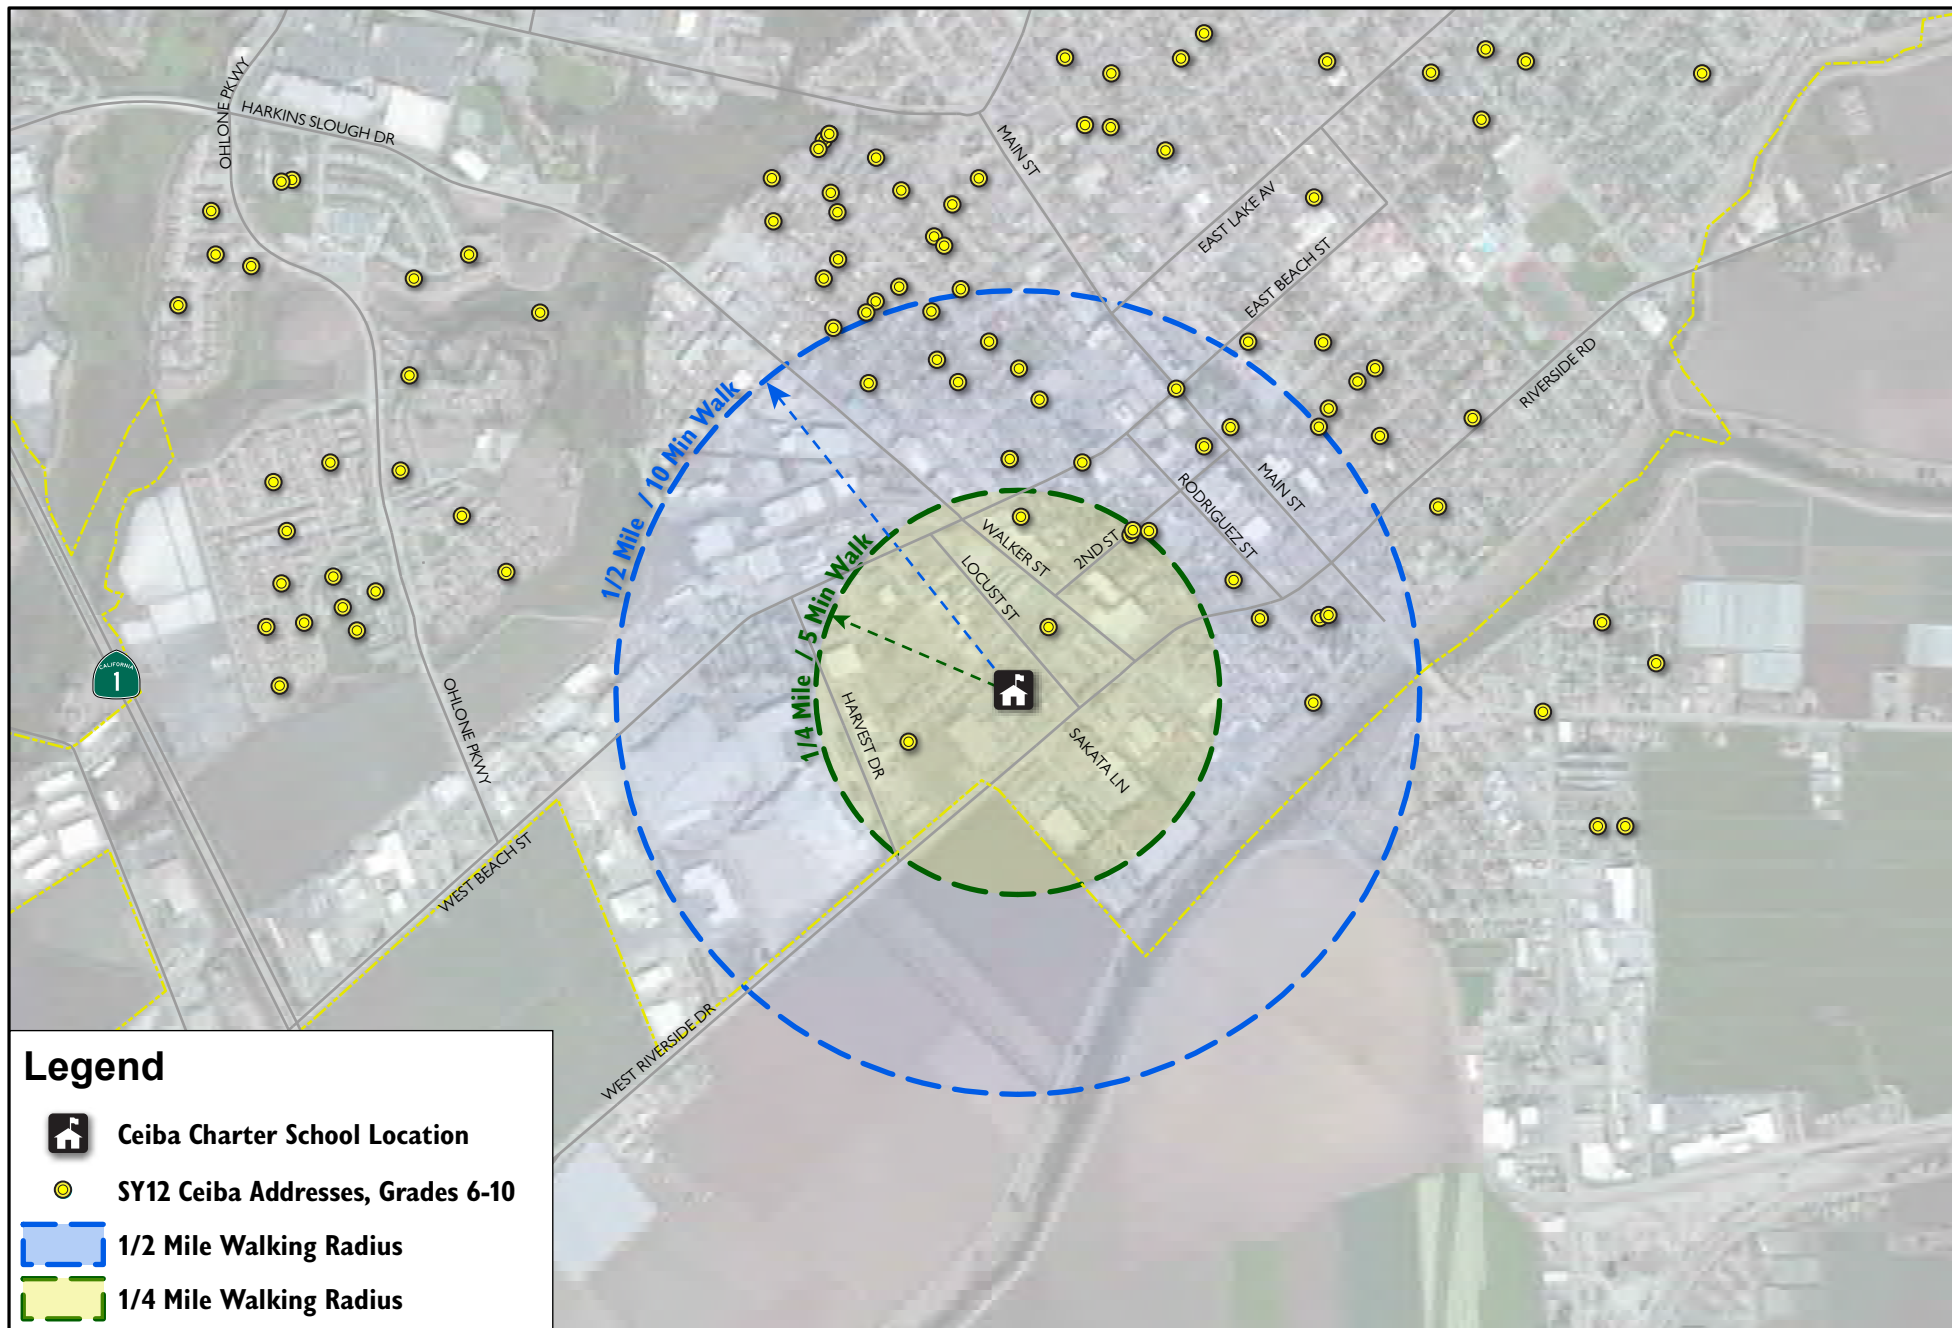 OHLONE PKWY
HARKINS SLOUGH DR
MAIN ST
EAST LAKE AV
EAST BEACH ST
RIVERSIDE RD
1/2 Mile / 10 Min Walk
MAIN ST
RODRIGUEZ ST
WALKER ST
2ND ST
LOCUST ST
1/4 Mile / 5 Min Walk
CALIFORNIA
1
OHLONE PKWY
HARVEST DR
SAKATA LN
WEST BEACH ST
WEST RIVERSIDE DR
Legend
Ceiba Charter School Location
SY12 Ceiba Addresses, Grades 6-10
1/2 Mile Walking Radius
1/4 Mile Walking Radius